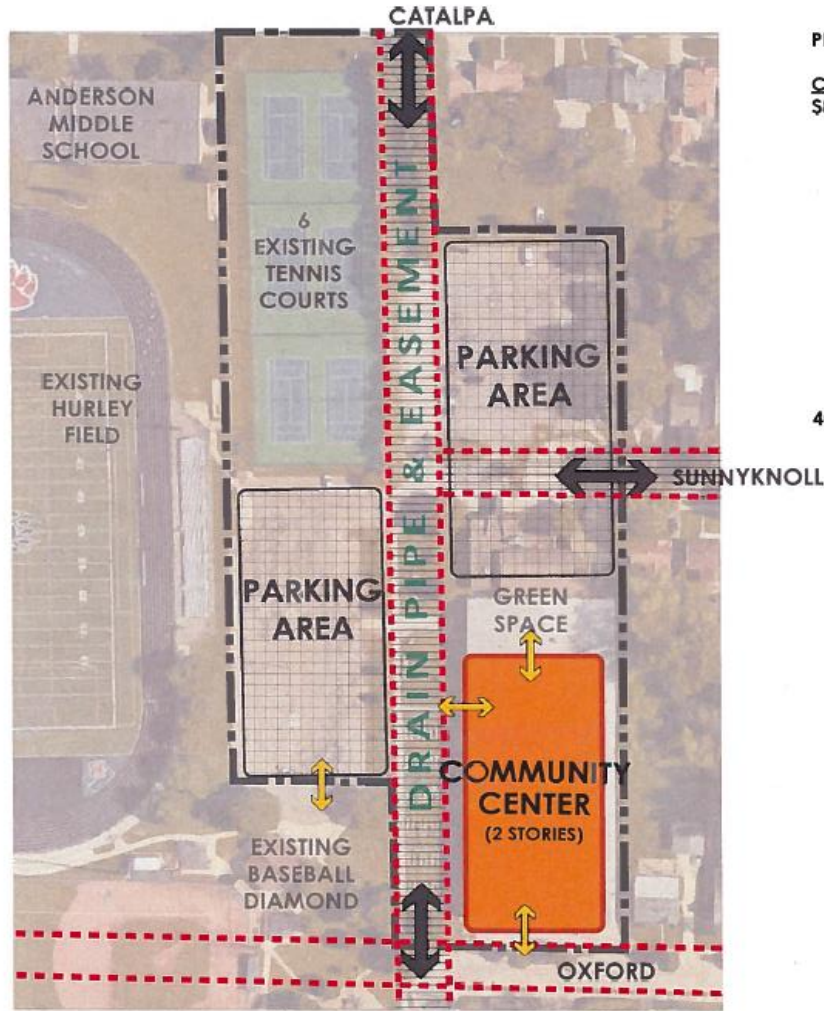 CATALPA
ANDERSON
MIDDLE
SCHOOL
6
EXISTING
TENNIS
COURTS
DRAIN PIPE & EASEMENT
PARKING
AREA
EXISTING
HURLEY
FIELD
SUNNYKNOLL
PARKING
AREA
GREEN
SPACE
COMMUNITY
CENTER
(2 STORIES)
EXISTING
BASEBALL
DIAMOND
OXFORD
4